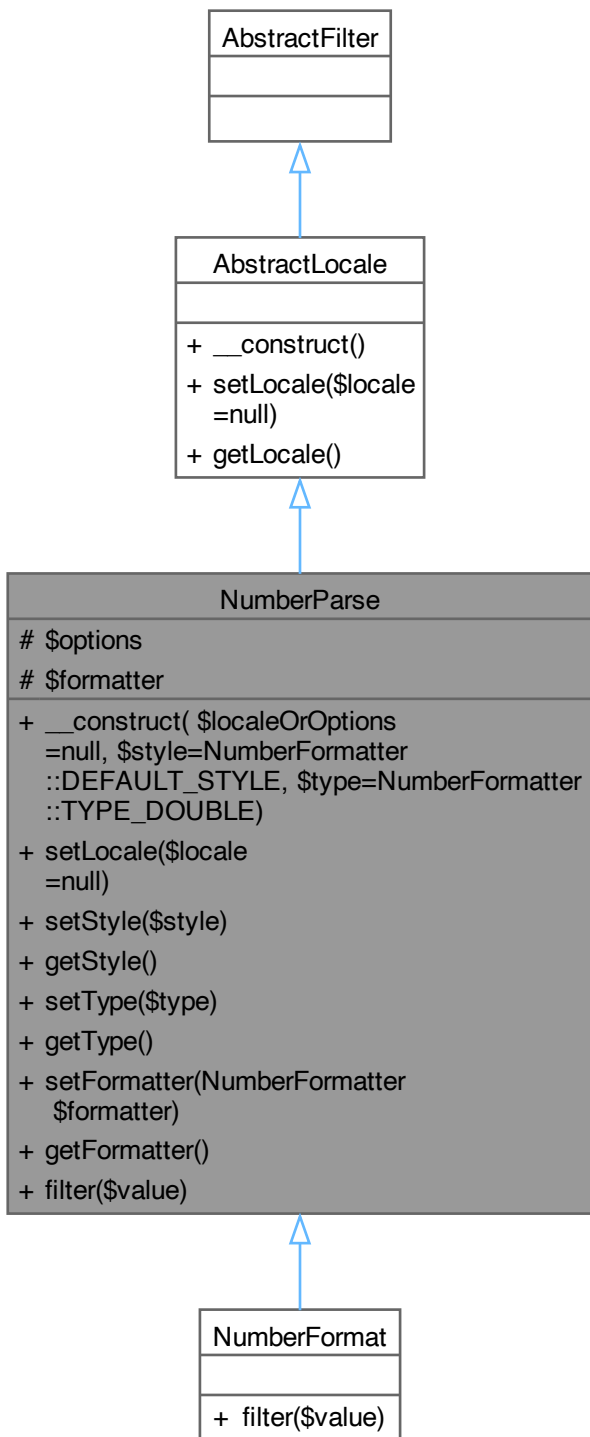 AbstractFilter
AbstractLocale
+ __construct()
+ setLocale($locale
=null)
+ getLocale()
NumberParse
# $options
# $formatter
+ __construct( $localeOrOptions
=null, $style=NumberFormatter
::DEFAULT_STYLE, $type=NumberFormatter
::TYPE_DOUBLE)
+ setLocale($locale
=null)
+ setStyle($style)
+ getStyle()
+ setType($type)
+ getType()
+ setFormatter(NumberFormatter
$formatter)
+ getFormatter()
+ filter($value)
NumberFormat
+ filter($value)